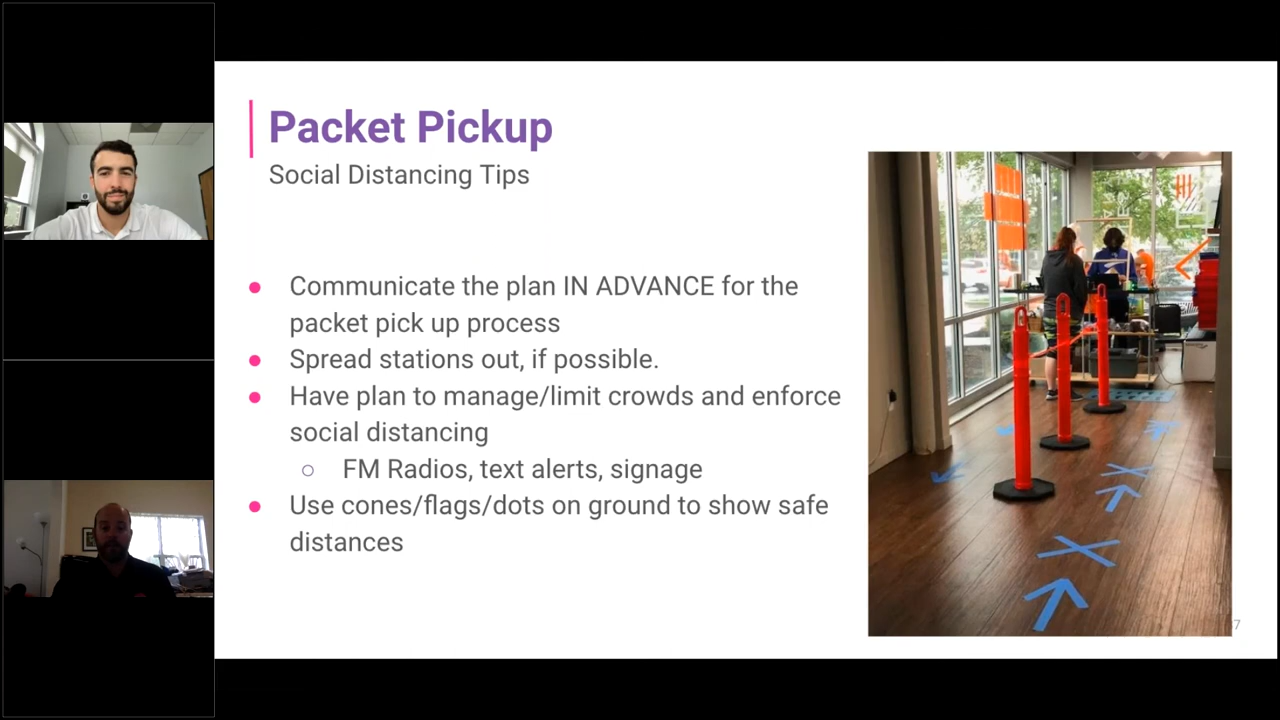 Packet Pickup
Social Distancing Tips
Communicate the plan IN ADVANCE for the
packet pick up process
Spread stations out, if possible.
Have plan to manage/limit crowds and enforce
social distancing
FM Radios, text alerts, signage
Use cones/flags/dots on ground to show safe
distances
7